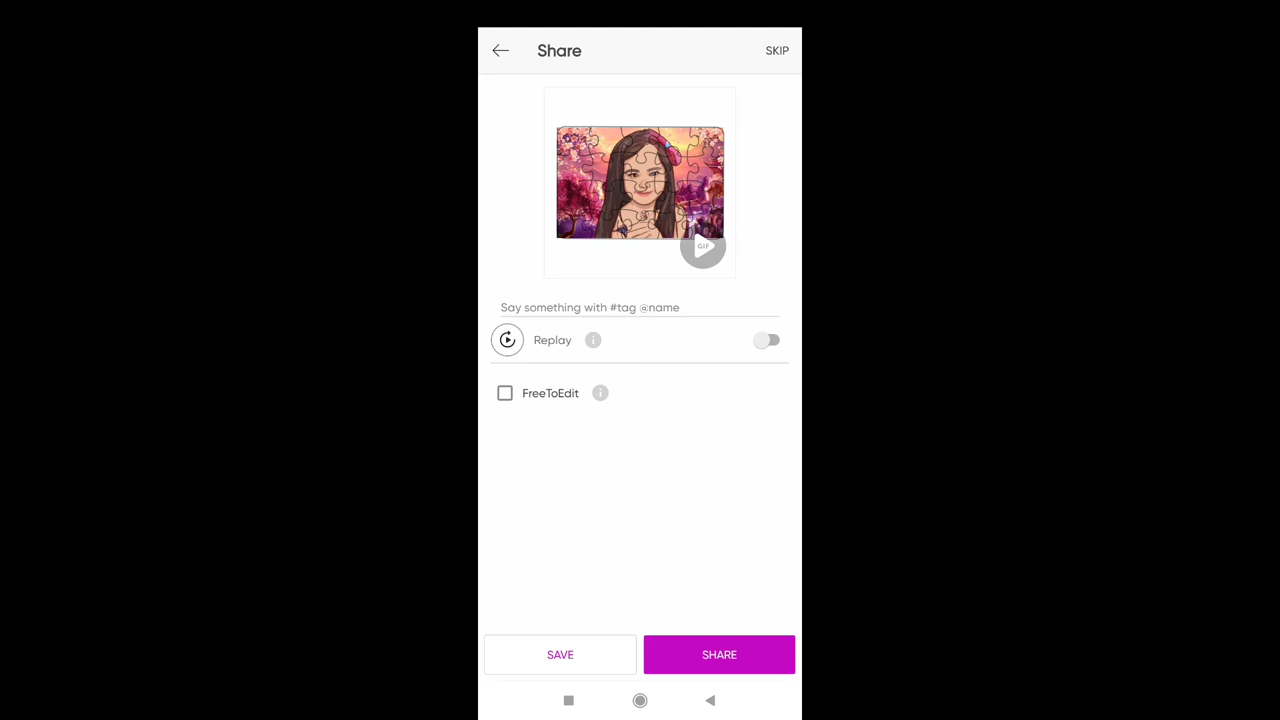 Share
SKIP
GIF
Say something with #tag @name
Replay
FreeToEdit
SAVE
SHARE